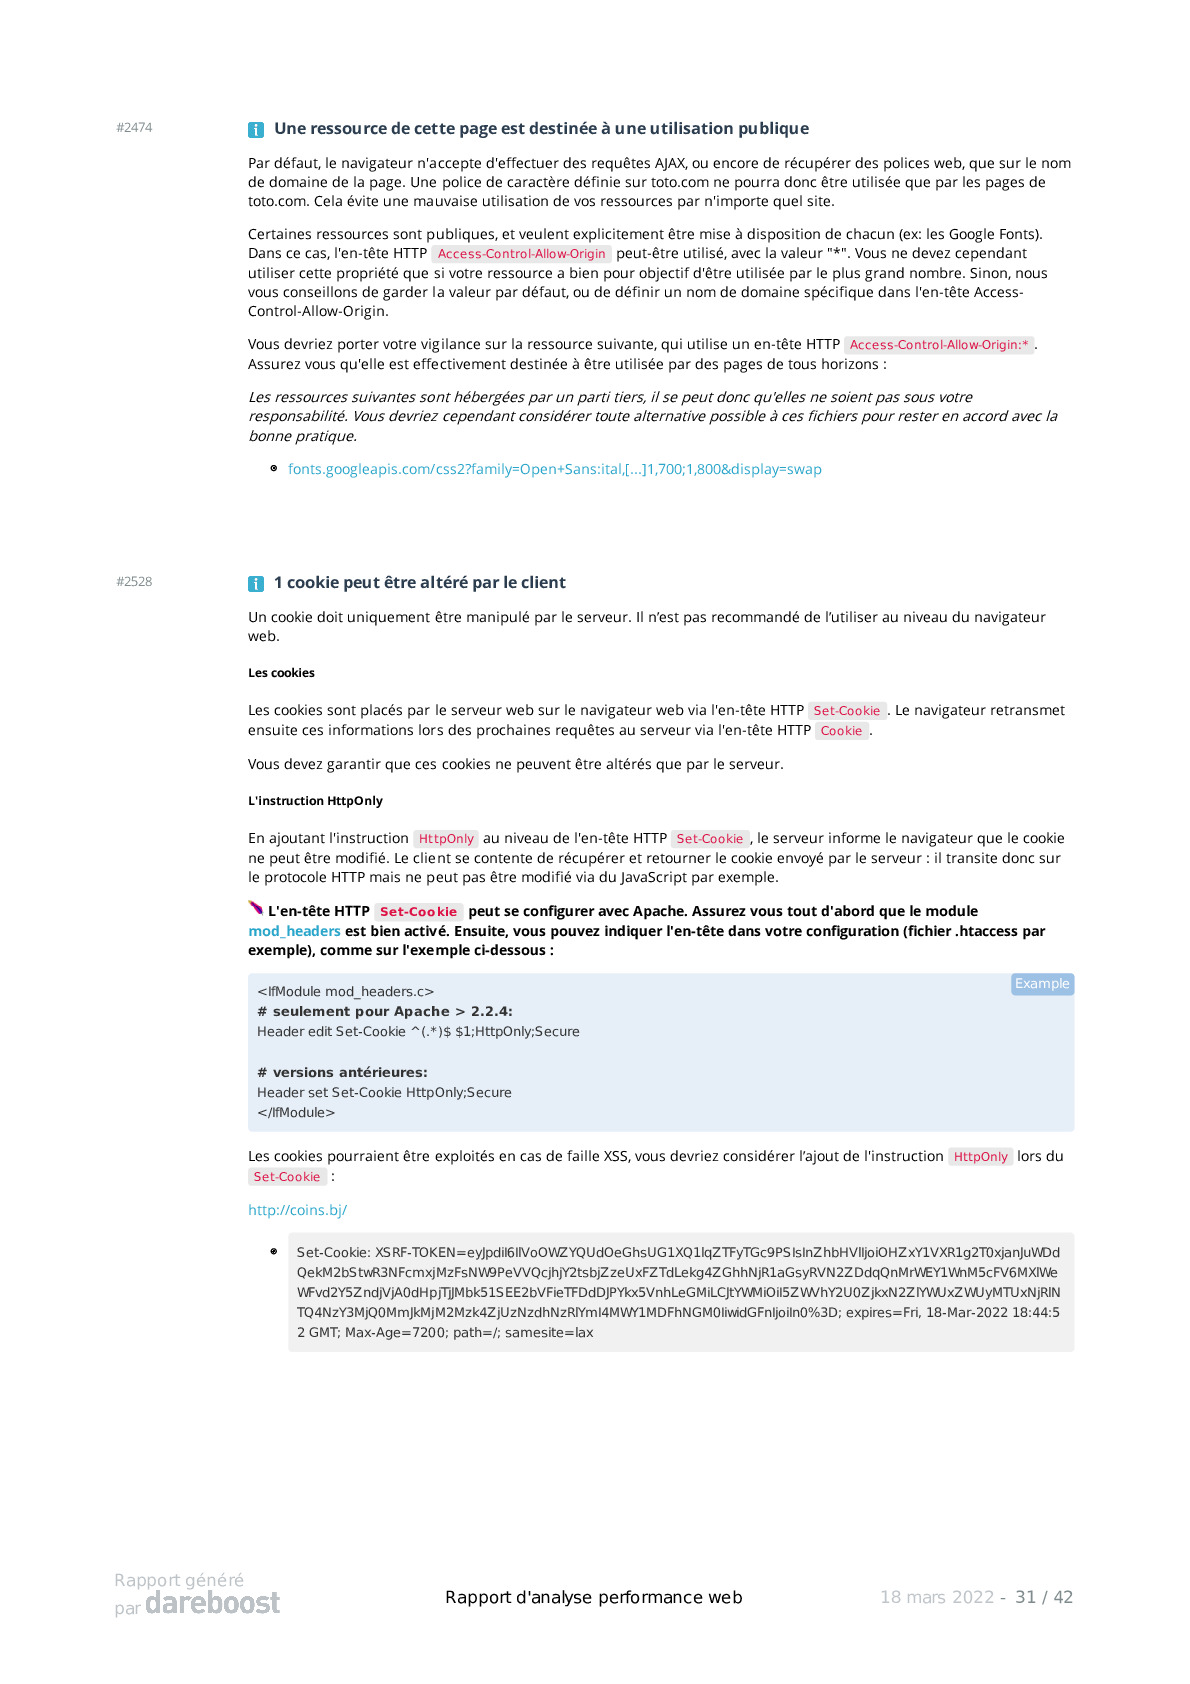 #2474
Une ressource de cette page est destinée à une utilisation publique
Par défaut, le navigateur n'accepte d'effectuer des requêtes AJAX, ou encore de récupérer des polices web, que sur le nom
de domaine de la page. Une police de caractère définie sur toto.com ne pourra donc être utilisée que par les pages de
toto.com. Cela évite une mauvaise utilisation de vos ressources par n'importe quel site.
Certaines ressources sont publiques, et veulent explicitement être mise à disposition de chacun (ex: les Google Fonts).
Dans ce cas, l'en-tête HTTP Access-Control-Allow-Origin peut-être utilisé, avec la valeur "*". Vous ne devez cependant
utiliser cette propriété que si votre ressource a bien pour objectif d'être utilisée par le plus grand nombre. Sinon, nous
vous conseillons de garder la valeur par défaut, ou de définir un nom de domaine spécifique dans l'en-tête Access-
Control-Allow-Origin.
Vous devriez porter votre vigilance sur la ressource suivante, qui utilise un en-tête HTTP Access-Control-Allow-Origin:* .
Assurez vous qu'elle est effectivement destinée à être utilisée par des pages de tous horizons :
Les ressources suivantes sont hébergées par un parti tiers, il se peut donc qu'elles ne soient pas sous votre
responsabilité. Vous devriez cependant considérer toute alternative possible à ces fichiers pour rester en accord avec la
bonne pratique.
fonts.googleapis.com/css2?family=Open+Sans:ital,[...]1,700;1,800&display=swap
#2528
1 cookie peut être altéré par le client
Un cookie doit uniquement être manipulé par le serveur. Il n’est pas recommandé de l’utiliser au niveau du navigateur
web.
Les cookies
Les cookies sont placés par le serveur web sur le navigateur web via l'en-tête HTTP Set-Cookie . Le navigateur retransmet
ensuite ces informations lors des prochaines requêtes au serveur via l'en-tête HTTP Cookie .
Vous devez garantir que ces cookies ne peuvent être altérés que par le serveur.
L'instruction HttpOnly
En ajoutant l'instruction HttpOnly au niveau de l'en-tête HTTP Set-Cookie , le serveur informe le navigateur que le cookie
ne peut être modifié. Le client se contente de récupérer et retourner le cookie envoyé par le serveur : il transite donc sur
le protocole HTTP mais ne peut pas être modifié via du JavaScript par exemple.
L'en-tête HTTP Set-Cookie peut se configurer avec Apache. Assurez vous tout d'abord que le module
mod_headers est bien activé. Ensuite, vous pouvez indiquer l'en-tête dans votre configuration (fichier .htaccess par
exemple), comme sur l'exemple ci-dessous :
Example
<IfModule mod_headers.c>
# seulement pour Apache > 2.2.4:
Header edit Set-Cookie ^(.*)$ $1;HttpOnly;Secure
# versions antérieures:
Header set Set-Cookie HttpOnly;Secure
</IfModule>
Les cookies pourraient être exploités en cas de faille XSS, vous devriez considérer l’ajout de l'instruction HttpOnly lors du
Set-Cookie :
http://coins.bj/
Set-Cookie: XSRF-TOKEN=eyJpdiI6IlVoOWZYQUdOeGhsUG1XQ1lqZTFyTGc9PSIsInZhbHVlIjoiOHZxY1VXR1g2T0xjanJuWDd
QekM2bStwR3NFcmxjMzFsNW9PeVVQcjhjY2tsbjZzeUxFZTdLekg4ZGhhNjR1aGsyRVN2ZDdqQnMrWEY1WnM5cFV6MXlWe
WFvd2Y5ZndjVjA0dHpjTjJMbk51SEE2bVFieTFDdDJPYkx5VnhLeGMiLCJtYWMiOiI5ZWVhY2U0ZjkxN2ZlYWUxZWUyMTUxNjRlN
TQ4NzY3MjQ0MmJkMjM2Mzk4ZjUzNzdhNzRlYmI4MWY1MDFhNGM0IiwidGFnIjoiIn0%3D; expires=Fri, 18-Mar-2022 18:44:5
2 GMT; Max-Age=7200; path=/; samesite=lax
Rapport généré
par dareboost
Rapport d'analyse performance web
18 mars 2022 - 31 / 42